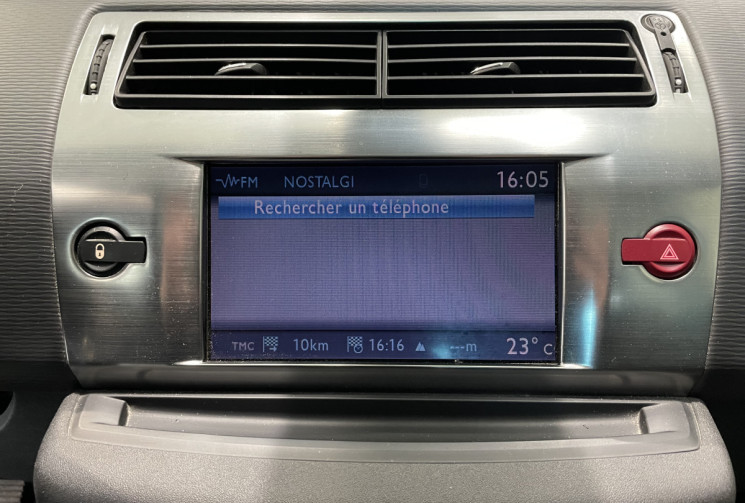 FM NOSTALGI 16:05
Rechercher un téléphone
TMC 10km 16:16 ---m 23° C